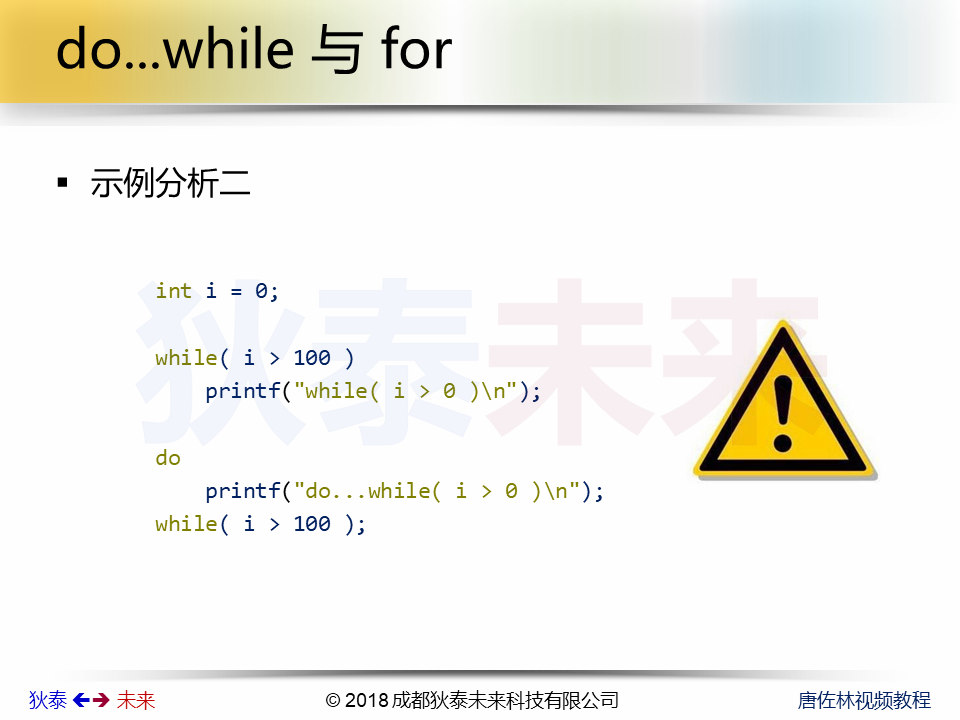 do...while 与 for
▪ 示例分析二
狄泰未来
int i = 0;
while( i > 100 )
    printf("while( i > 0 )\n");
do
    printf("do...while( i > 0 )\n");
while( i > 100 );
狄泰 未来
© 2018 成都狄泰未来科技有限公司
唐佐林视频教程